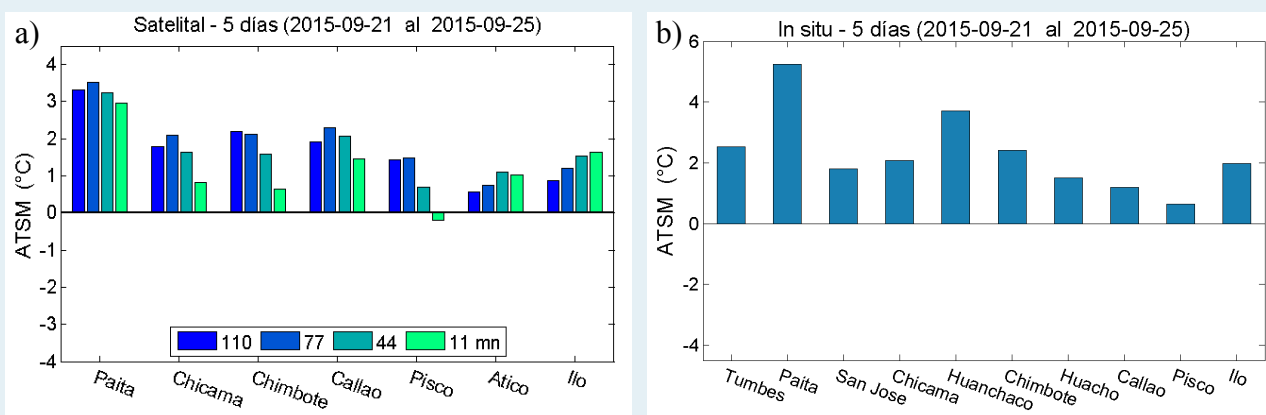 a)
Satelital - 5 días (2015-09-21 al 2015-09-25)
ATSM (°C)
4
3
2
1
0
-1
-2
-3
-4
110 77 44 11 mn
Paita Chicama Chimbote Callao Pisco Atico Ilo
b)
In situ - 5 días (2015-09-21 al 2015-09-25)
ATSM (°C)
6
4
2
0
-2
-4
Tumbes Paita San Jose Chicama Huanchaco Chimbote Huacho Callao Pisco Ilo